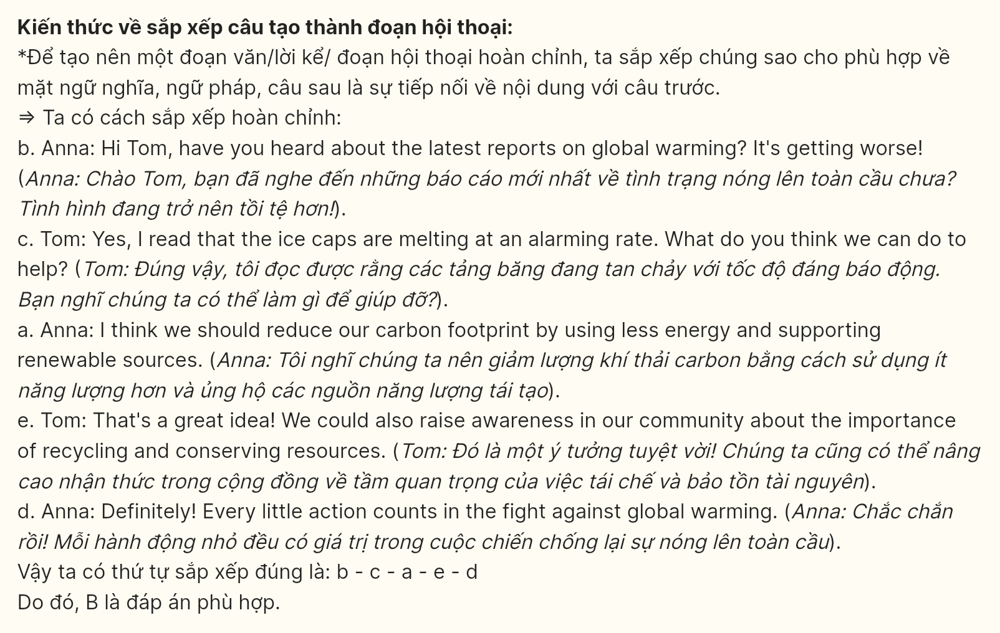 Kiến thức về sắp xếp câu tạo thành đoạn hội thoại:
*Để tạo nên một đoạn văn/lời kể/ đoạn hội thoại hoàn chỉnh, ta sắp xếp chúng sao cho phù hợp về
mặt ngữ nghĩa, ngữ pháp, câu sau là sự tiếp nối về nội dung với câu trước.
⇒ Ta có cách sắp xếp hoàn chỉnh:
b. Anna: Hi Tom, have you heard about the latest reports on global warming? It's getting worse!
(Anna: Chào Tom, bạn đã nghe đến những báo cáo mới nhất về tình trạng nóng lên toàn cầu chưa?
Tình hình đang trở nên tồi tệ hơn!).
c. Tom: Yes, I read that the ice caps are melting at an alarming rate. What do you think we can do to
help? (Tom: Đúng vậy, tôi đọc được rằng các tảng băng đang tan chảy với tốc độ đáng báo động.
Bạn nghĩ chúng ta có thể làm gì để giúp đỡ?).
a. Anna: I think we should reduce our carbon footprint by using less energy and supporting
renewable sources. (Anna: Tôi nghĩ chúng ta nên giảm lượng khí thải carbon bằng cách sử dụng ít
năng lượng hơn và ủng hộ các nguồn năng lượng tái tạo).
e. Tom: That's a great idea! We could also raise awareness in our community about the importance
of recycling and conserving resources. (Tom: Đó là một ý tưởng tuyệt vời! Chúng ta cũng có thể nâng
cao nhận thức trong cộng đồng về tầm quan trọng của việc tái chế và bảo tồn tài nguyên).
d. Anna: Definitely! Every little action counts in the fight against global warming. (Anna: Chắc chắn
rồi! Mỗi hành động nhỏ đều có giá trị trong cuộc chiến chống lại sự nóng lên toàn cầu).
Vậy ta có thứ tự sắp xếp đúng là: b - c - a - e - d
Do đó, B là đáp án phù hợp.